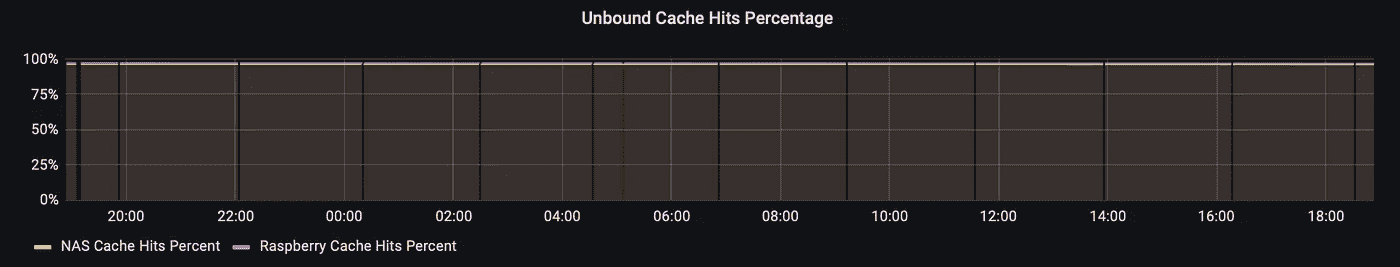 Unbound Cache Hits Percentage
100%
75%
50%
25%
0%
20:00 22:00 00:00 02:00 04:00 06:00 08:00 10:00 12:00 14:00 16:00 18:00
NAS Cache Hits Percent Raspberry Cache Hits Percent